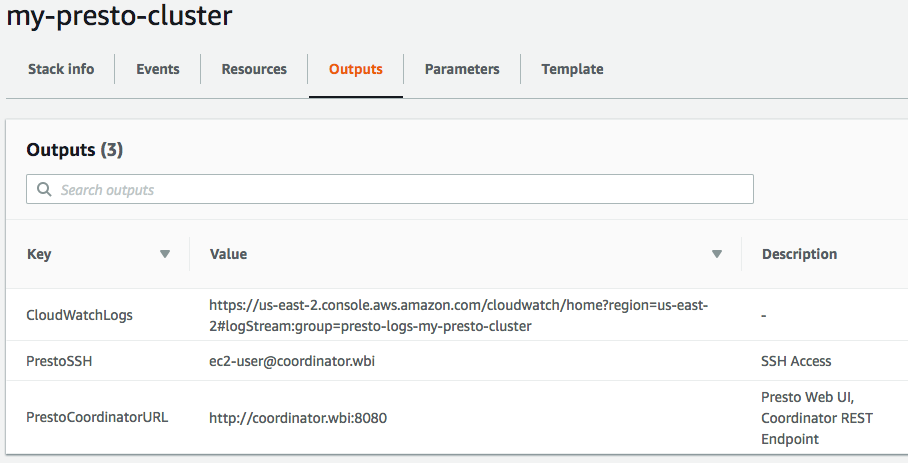 my-presto-cluster
Stack info Events Resources Outputs Parameters Template
Outputs (3)
Search outputs
Key Value Description
CloudWatchLogs https://us-east-2.console.aws.amazon.com/cloudwatch/home?region=us-east-
2#logStream:group=presto-logs-my-presto-cluster -
PrestoSSH ec2-user@coordinator.wbi SSH Access
PrestoCoordinatorURL http://coordinator.wbi:8080 Presto Web UI,
Coordinator REST
Endpoint